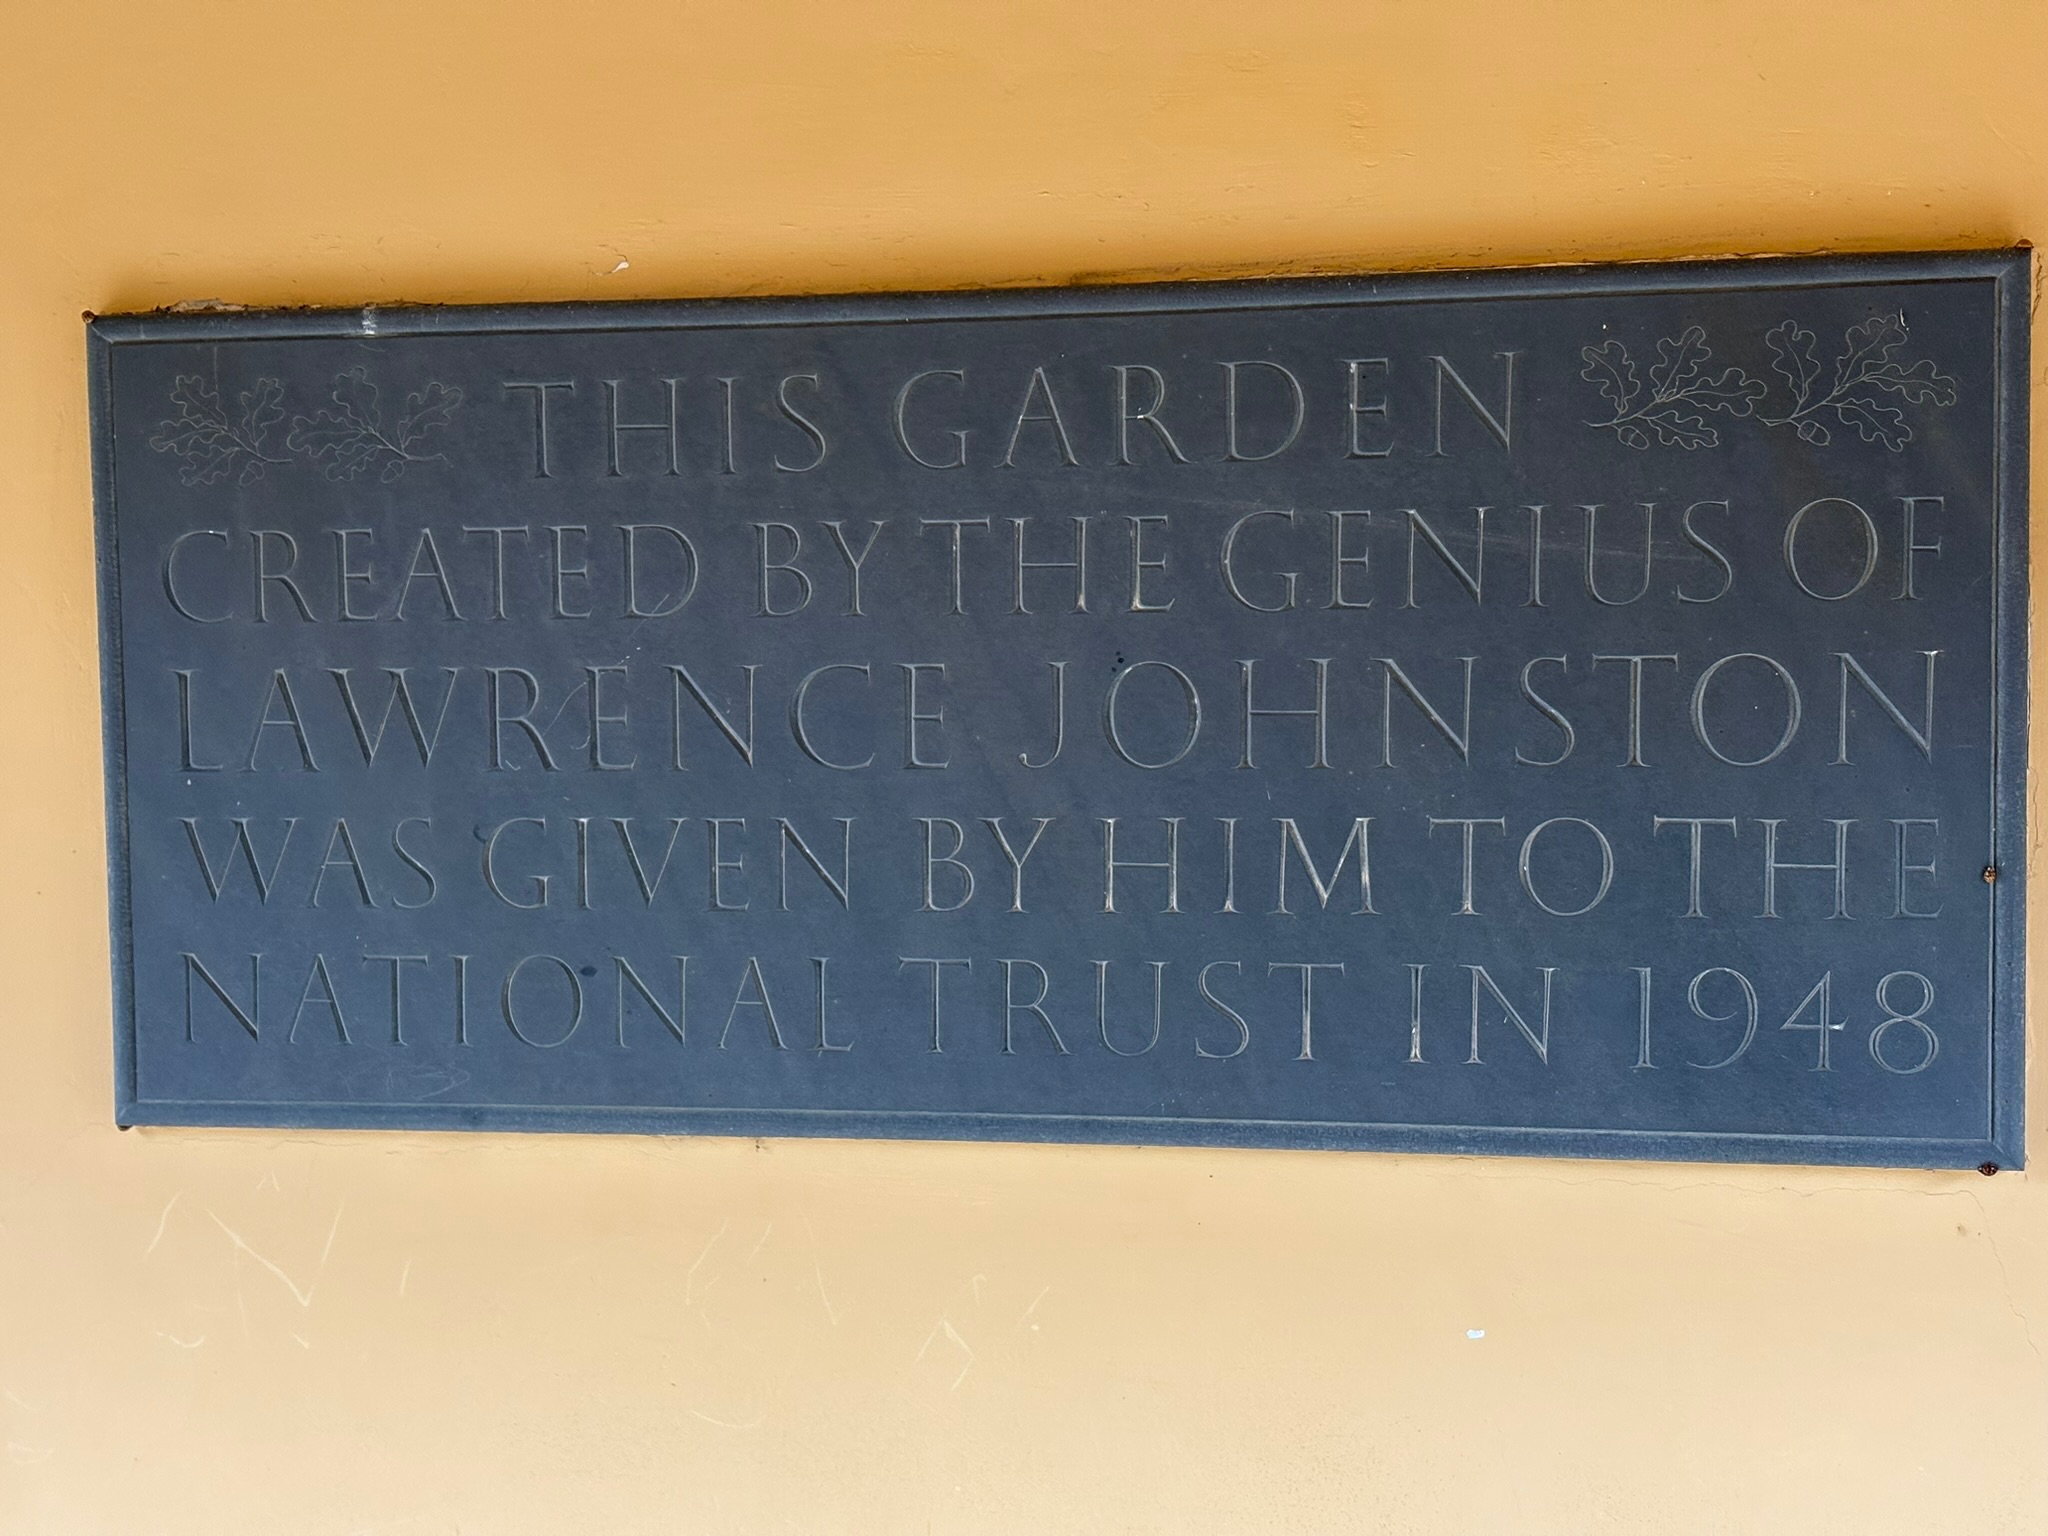 THIS GARDEN
CREATED BY THE GENIUS OF
LAWRENCE JOHNSTON
WAS GIVEN BY HIM TO THE
NATIONAL TRUST IN 1948